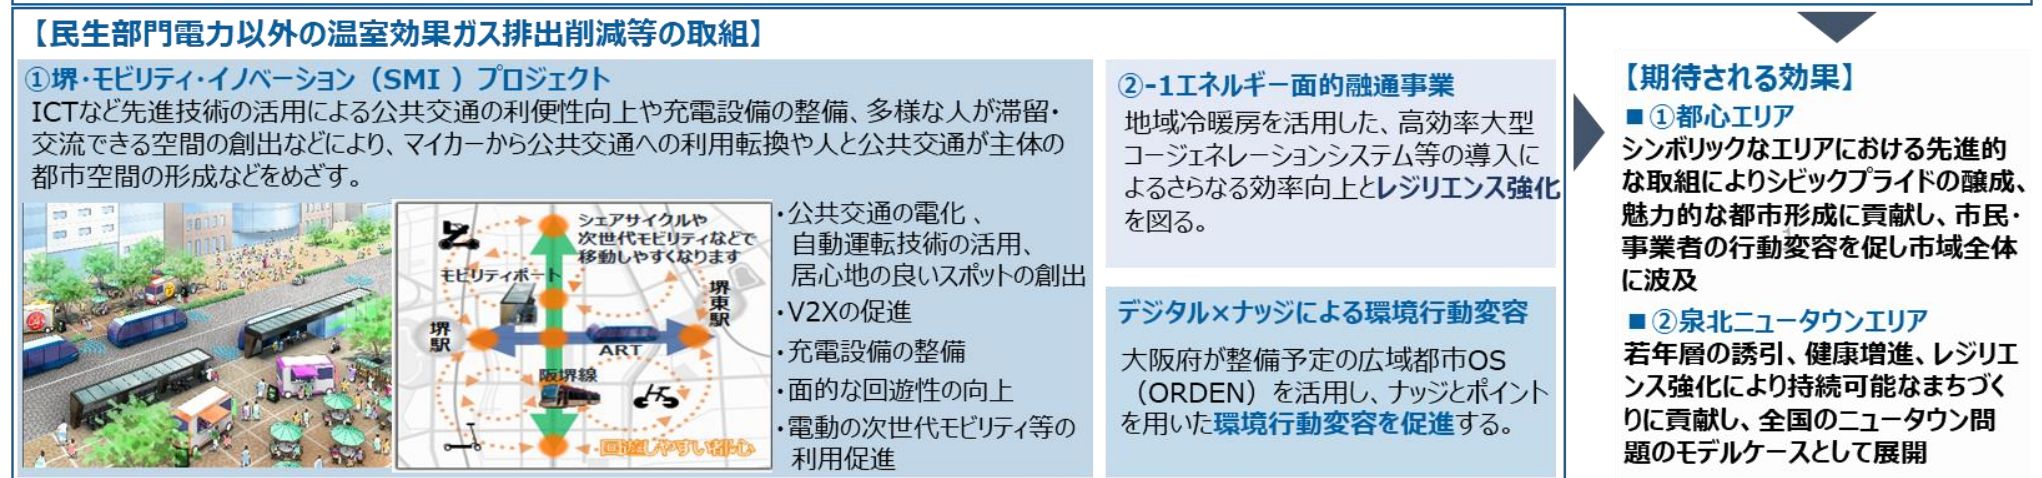 【民生部門電力以外の温室効果ガス排出削減等の取組】
①堺・モビリティ・イノベーション（SMI ）プロジェクト
ICTなど先進技術の活用による公共交通の利便性向上や充電設備の整備、多様な人が滞留・
交流できる空間の創出などにより、マイカーから公共交通への利用転換や人と公共交通が主体の
都市空間の形成などをめざす。
シェアサイクルや
次世代モビリティなどで
移動しやすくなります
モビリティポート
堺東駅
堺駅
ART
阪堺線
回遊しやすい都心
・公共交通の電化 、
自動運転技術の活用、
居心地の良いスポットの創出
・V2Xの促進
・充電設備の整備
・面的な回遊性の向上
・電動の次世代モビリティ等の
利用促進
②-1エネルギー面的融通事業
地域冷暖房を活用した、高効率大型
コージェネレーションシステム等の導入に
よるさらなる効率向上とレジリエンス強化
を図る。
デジタル×ナッジによる環境行動変容
大阪府が整備予定の広域都市OS
（ORDEN）を活用し、ナッジとポイント
を用いた環境行動変容を促進する。
【期待される効果】
■①都心エリア
シンボリックなエリアにおける先進的
な取組によりシビックプライドの醸成、
魅力的な都市形成に貢献し、市民・
事業者の行動変容を促し市域全体
に波及
■②泉北ニュータウンエリア
若年層の誘引、健康増進、レジリエ
ンス強化により持続可能なまちづく
りに貢献し、全国のニュータウン問
題のモデルケースとして展開